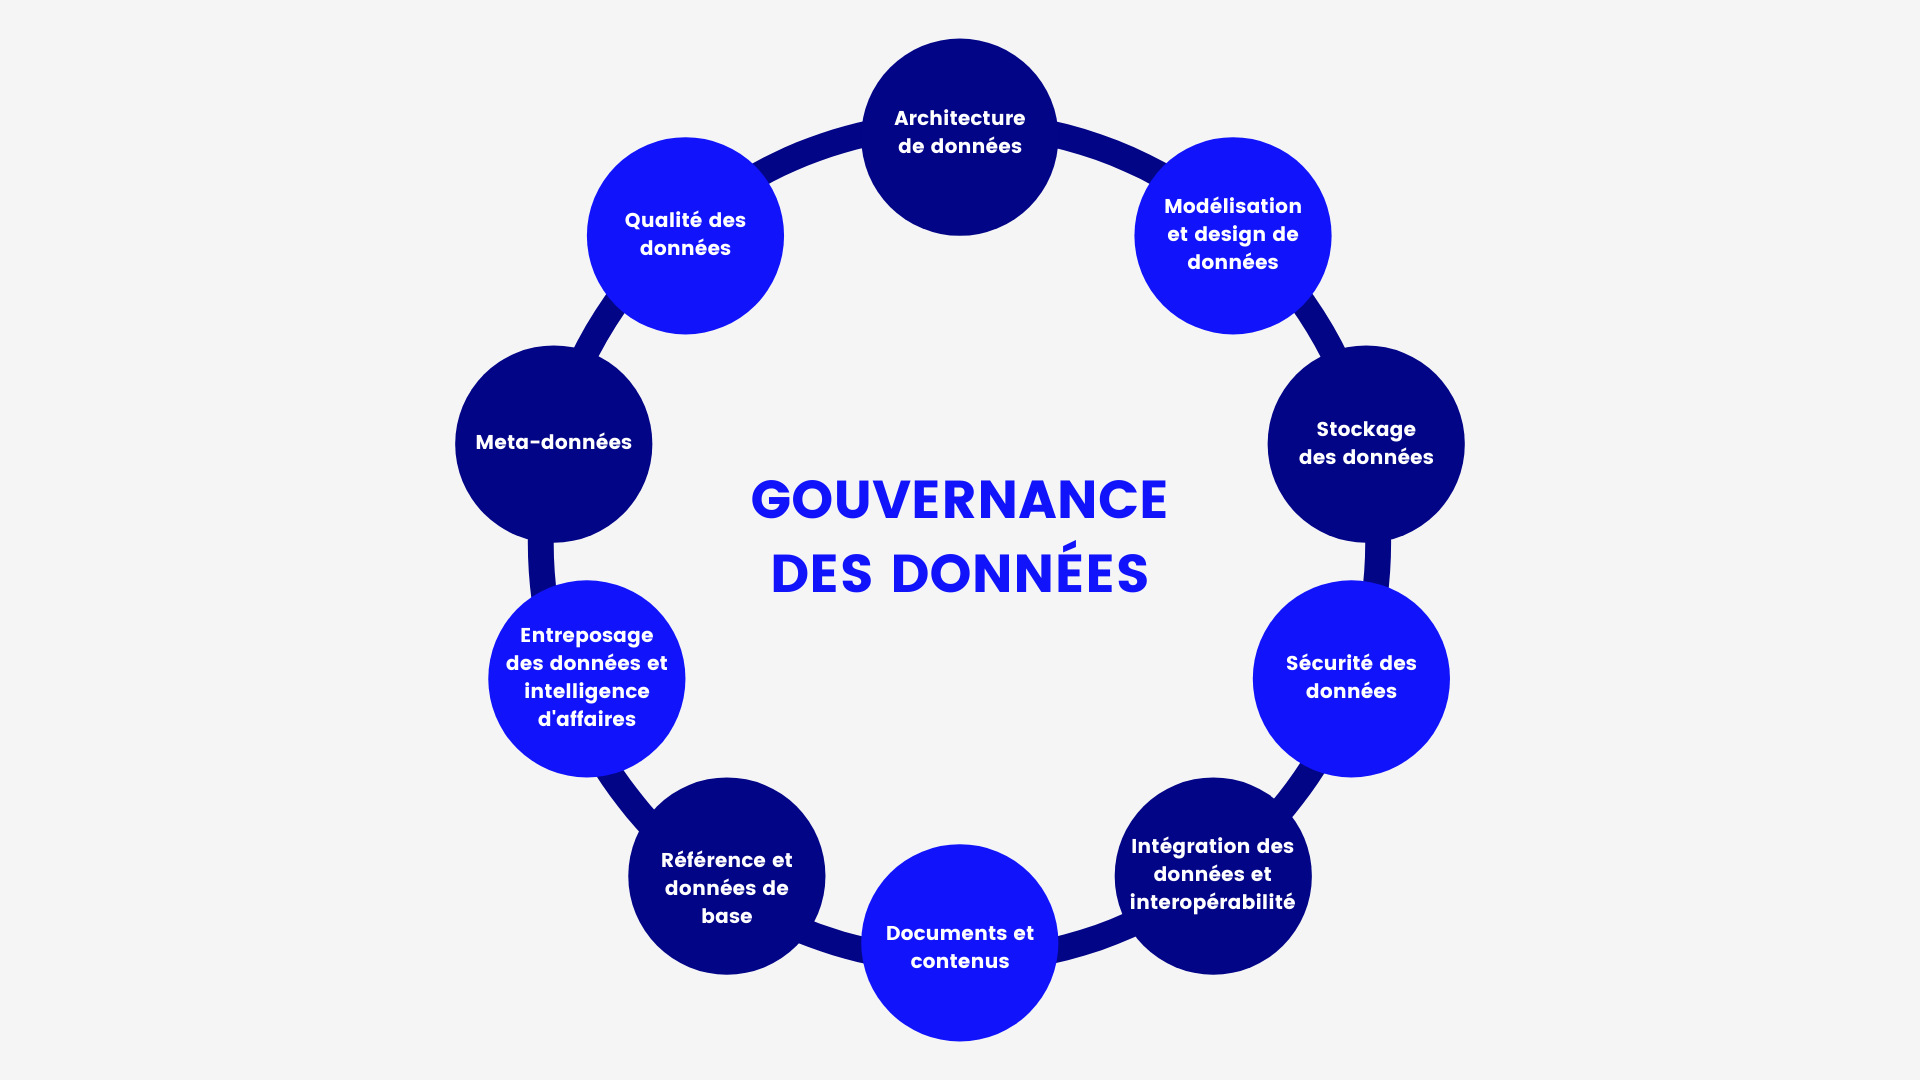 Architecture
de données
Modélisation
et design de
données
Stockage
des données
Sécurité des
données
Intégration des
données et
interopérabilité
Documents et
contenus
Référence et
données de
base
Entreposage
des données et
intelligence
d'affaires
Meta-données
Qualité des
données
GOUVERNANCE
DES DONNÉES